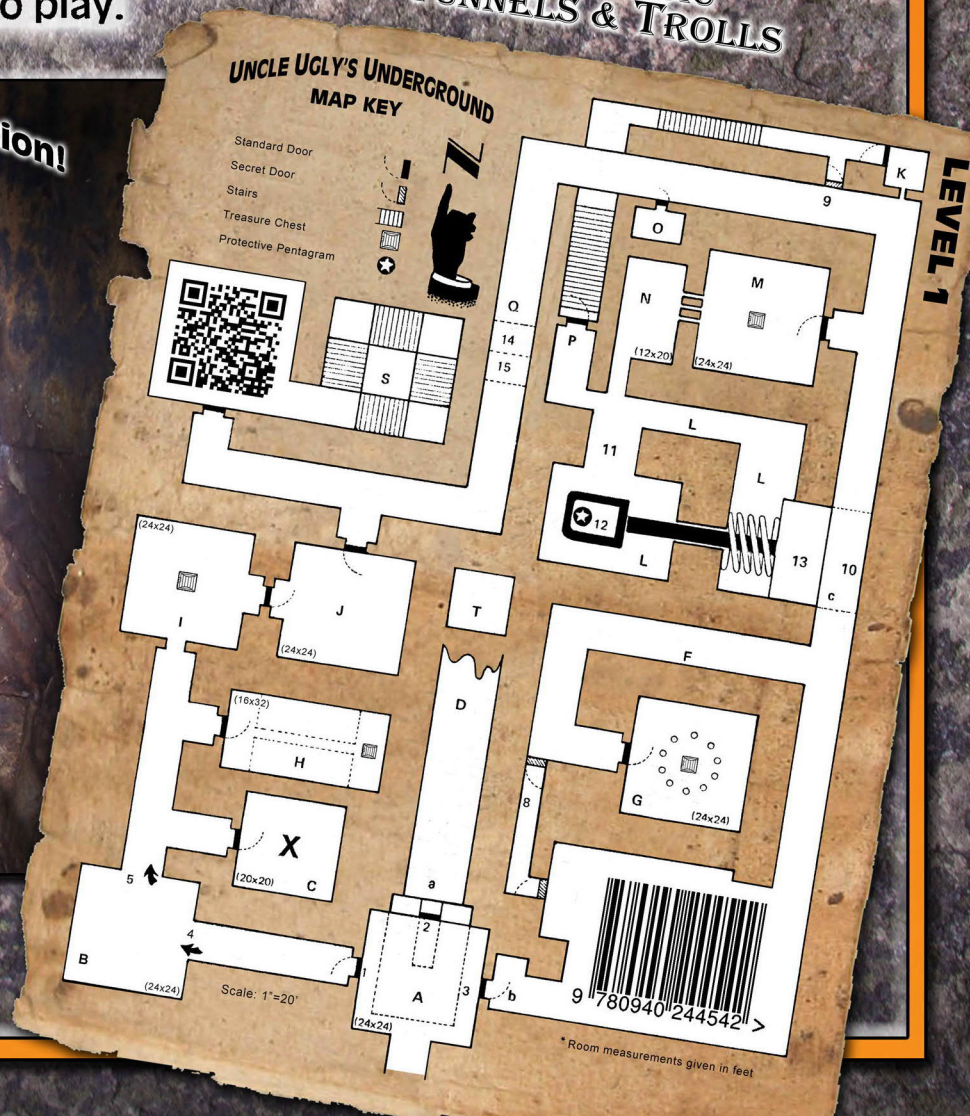 o play.
TUNNELS & TROLLS
ion!
UNCLE UGLY'S UNDERGROUND
MAP KEY
Standard Door
Secret Door
Stairs
Treasure Chest
Protective Pentagram
N
LEVEL 1
K
9
O
M
N
Q
14
P
(12x20)
(24x24)
15
S
L
11
L
(24x24)
12
13
10
L
c
I
J
T
(24x24)
F
D
(16x32)
H
G
(24x24)
8
X
(20x20)
C
a
5
2
4
B
1
A
3
b
(24x24)
(24x24)
Scale: 1"=20'
9 780940 244542 >
* Room measurements given in feet